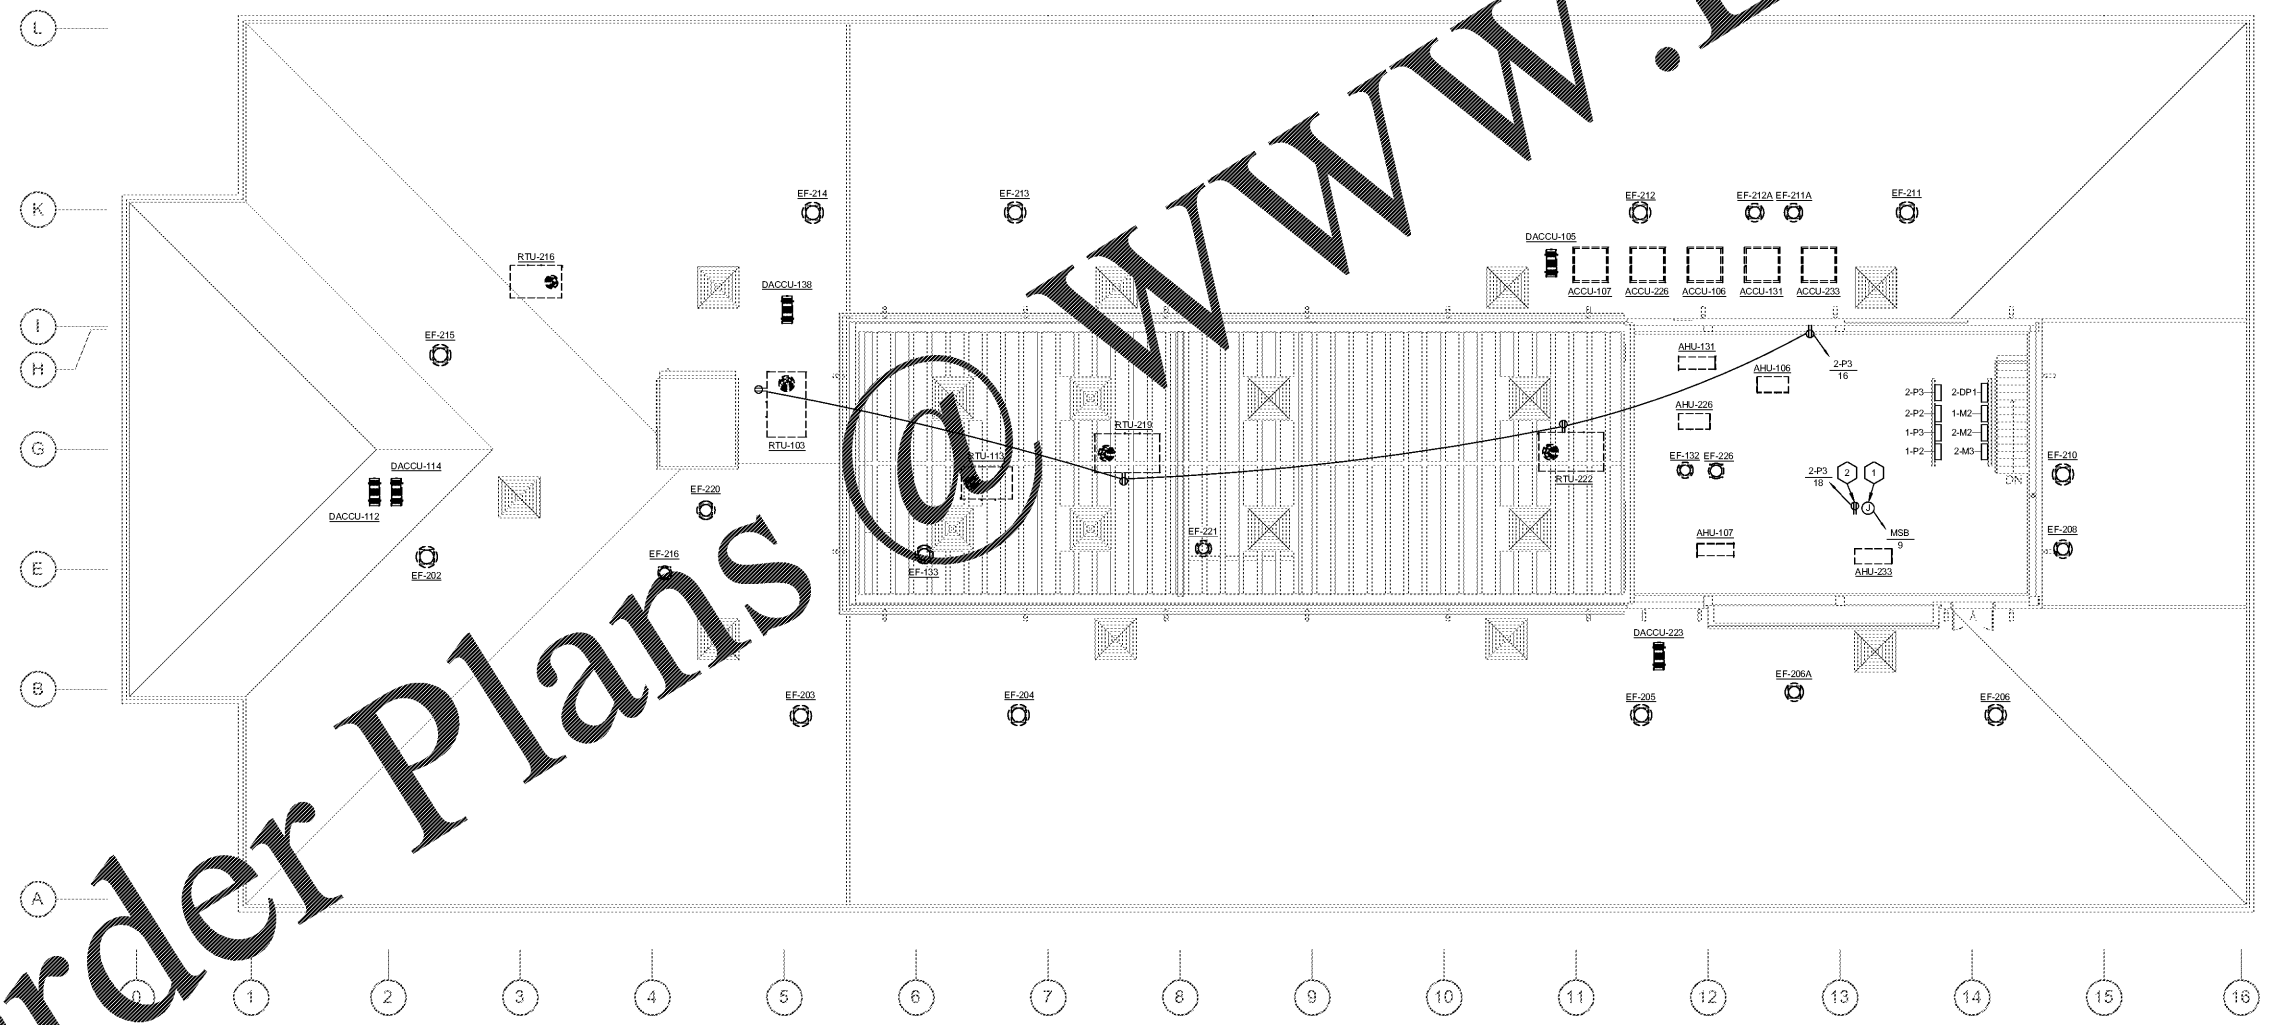 L
K
EF-214
EF-213
EF-212
EF-212A
EF-211A
EF-211
DACCU-105
RTU-216
DACCU-138
ACCU-107
ACCU-226
ACCU-106
ACCU-131
ACCU-233
I
H
EF-215
AHU-131
AHU-106
2-P3
16
2-P3
2-P2
1-P3
1-P2
2-DP1
1-M2
2-M2
2-M3
AHU-226
RTU-103
RTU-219
RTU-113
RTU-222
G
DACCU-114
DACCU-112
EF-132
EF-226
2-P3
18
2
1
J
MSB
9
DN
EF-210
EF-220
EF-221
EF-208
AHU-107
AHU-233
E
EF-202
EF-216
EF-133
DACCU-223
B
EF-203
EF-204
EF-205
EF-206A
EF-206
A
0
1
2
3
4
5
6
7
8
9
10
11
12
13
14
15
16
rder Plans @ www.